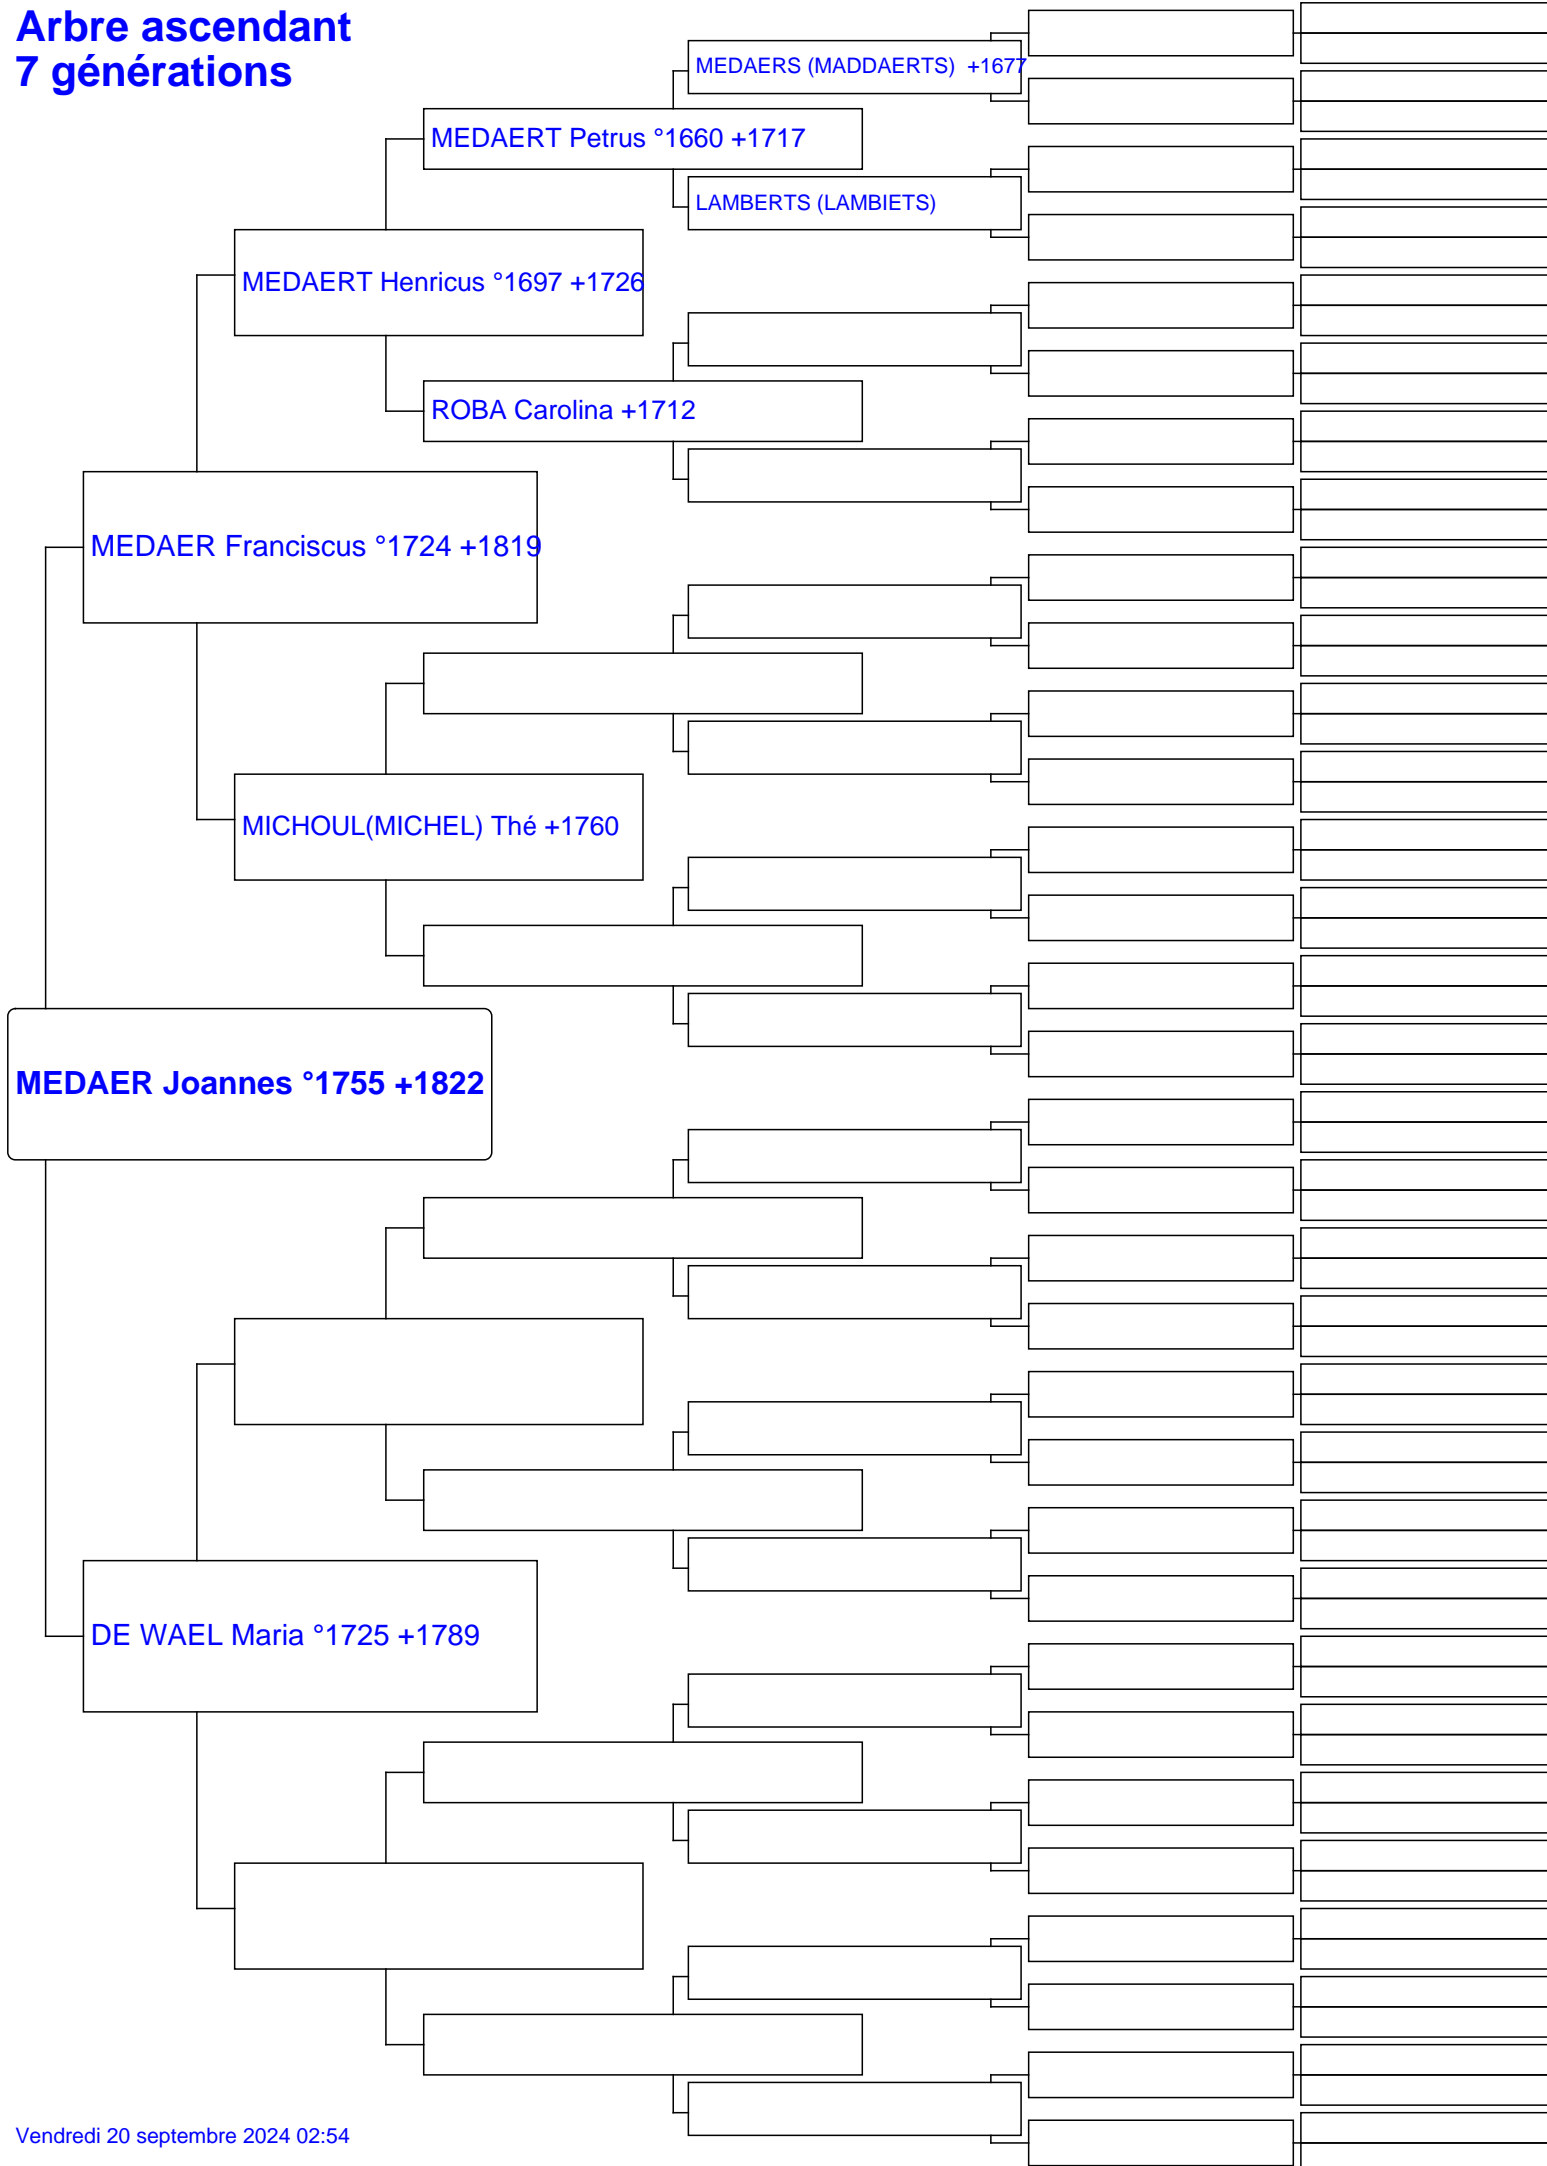 Arbre ascendant
7 générations
MEDAERS (MADDAERTS)  +1677
MEDAERT Petrus °1660 +1717
LAMBERTS (LAMBIETS)
MEDAERT Henricus °1697 +1726
ROBA Carolina +1712
MEDAER Franciscus °1724 +1819
MICHOUL(MICHEL) Thé +1760
MEDAER Joannes °1755 +1822
DE WAEL Maria °1725 +1789
Vendredi 20 septembre 2024 02:54